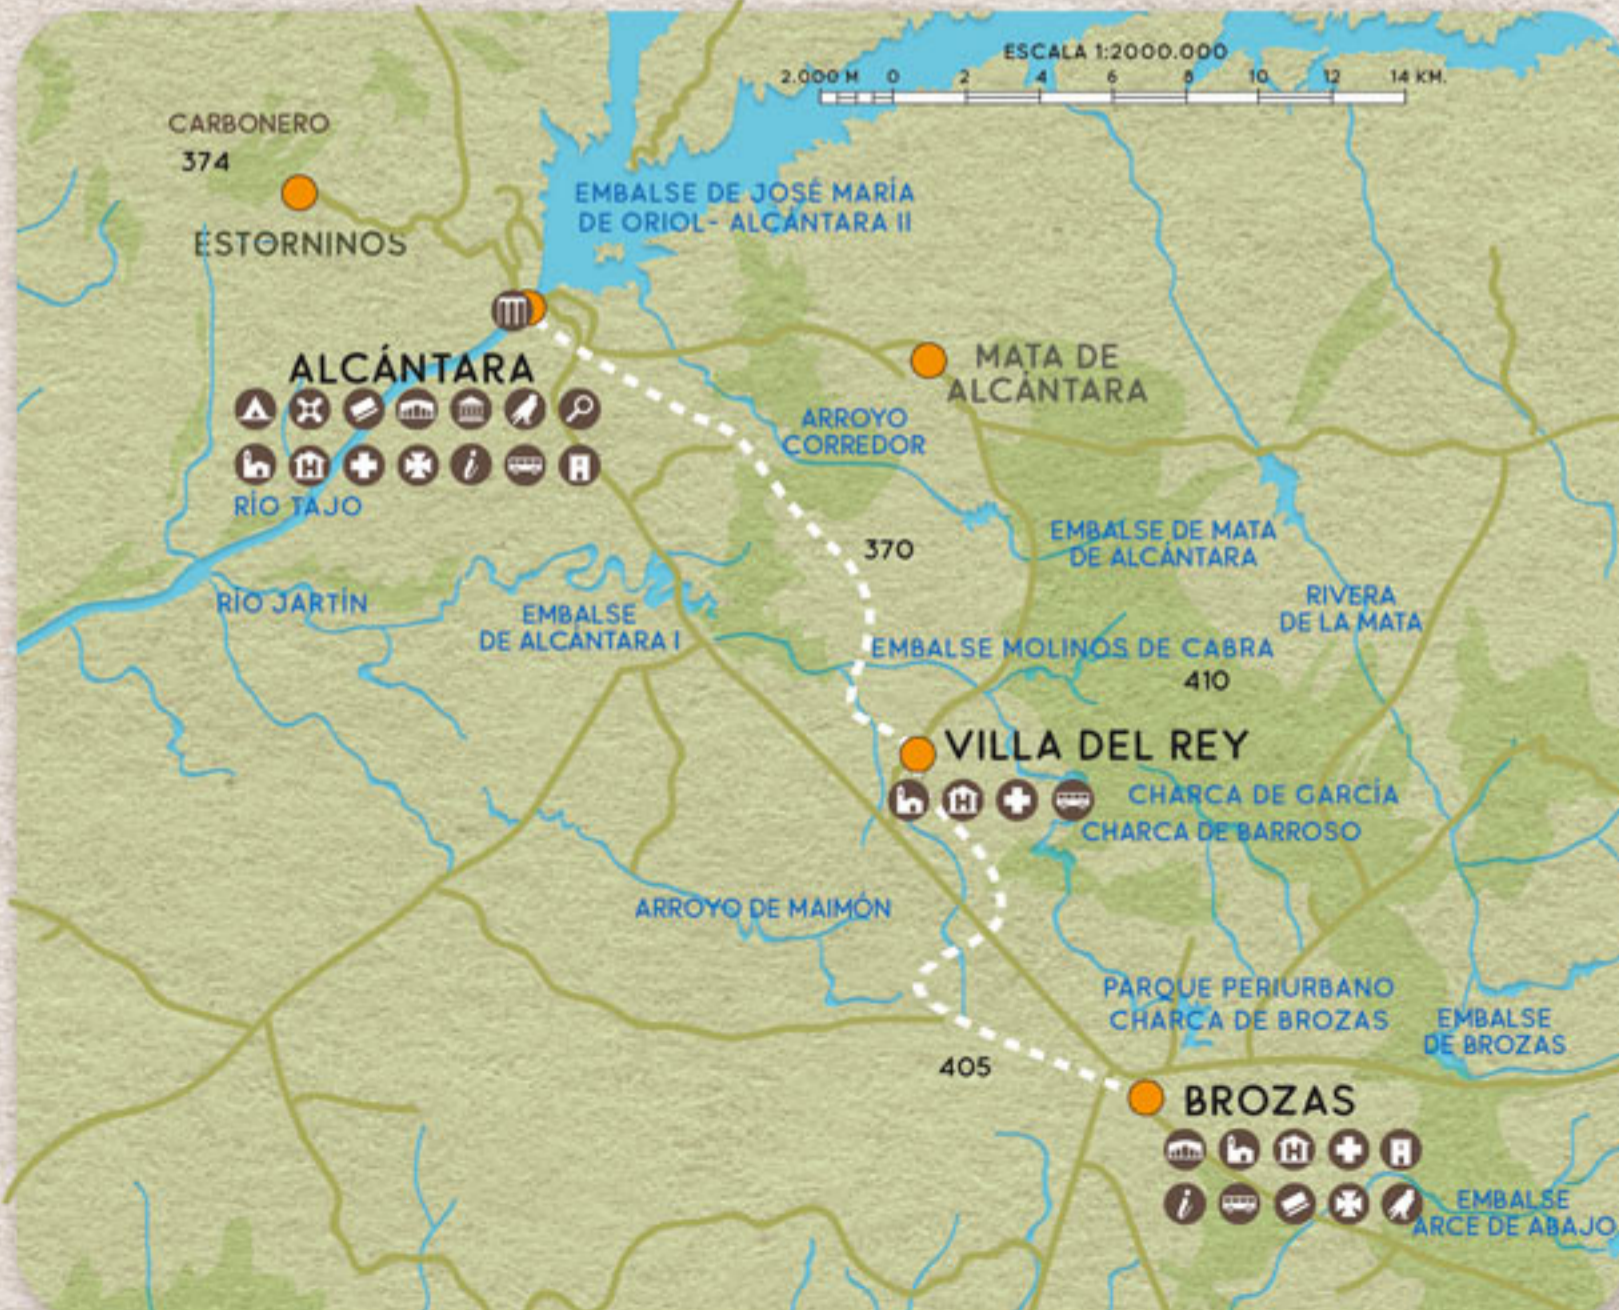 ESCALA 1:2000.000
2.000 M 0 2 4 6 8 10 12 14 KM.
CARBONERO
374
ESTORNINOS
EMBALSE DE JOSÉ MARÍA
DE ORIOL- ALCÁNTARA II
ALCÁNTARA
MATA DE
ALCÁNTARA
ARROYO
CORREDOR
RÍO TAJO
370
EMBALSE DE MATA
DE ALCÁNTARA
RÍO JARTÍN
EMBALSE
DE ALCÁNTARA I
RIVERA
DE LA MATA
EMBALSE MOLINOS DE CABRA
410
VILLA DEL REY
CHARCA DE GARCÍA
CHARCA DE BARROSO
ARROYO DE MAIMÓN
PARQUE PERIURBANO
CHARCA DE BROZAS
EMBALSE
DE BROZAS
405
BROZAS
EMBALSE
ARCE DE ABAJO